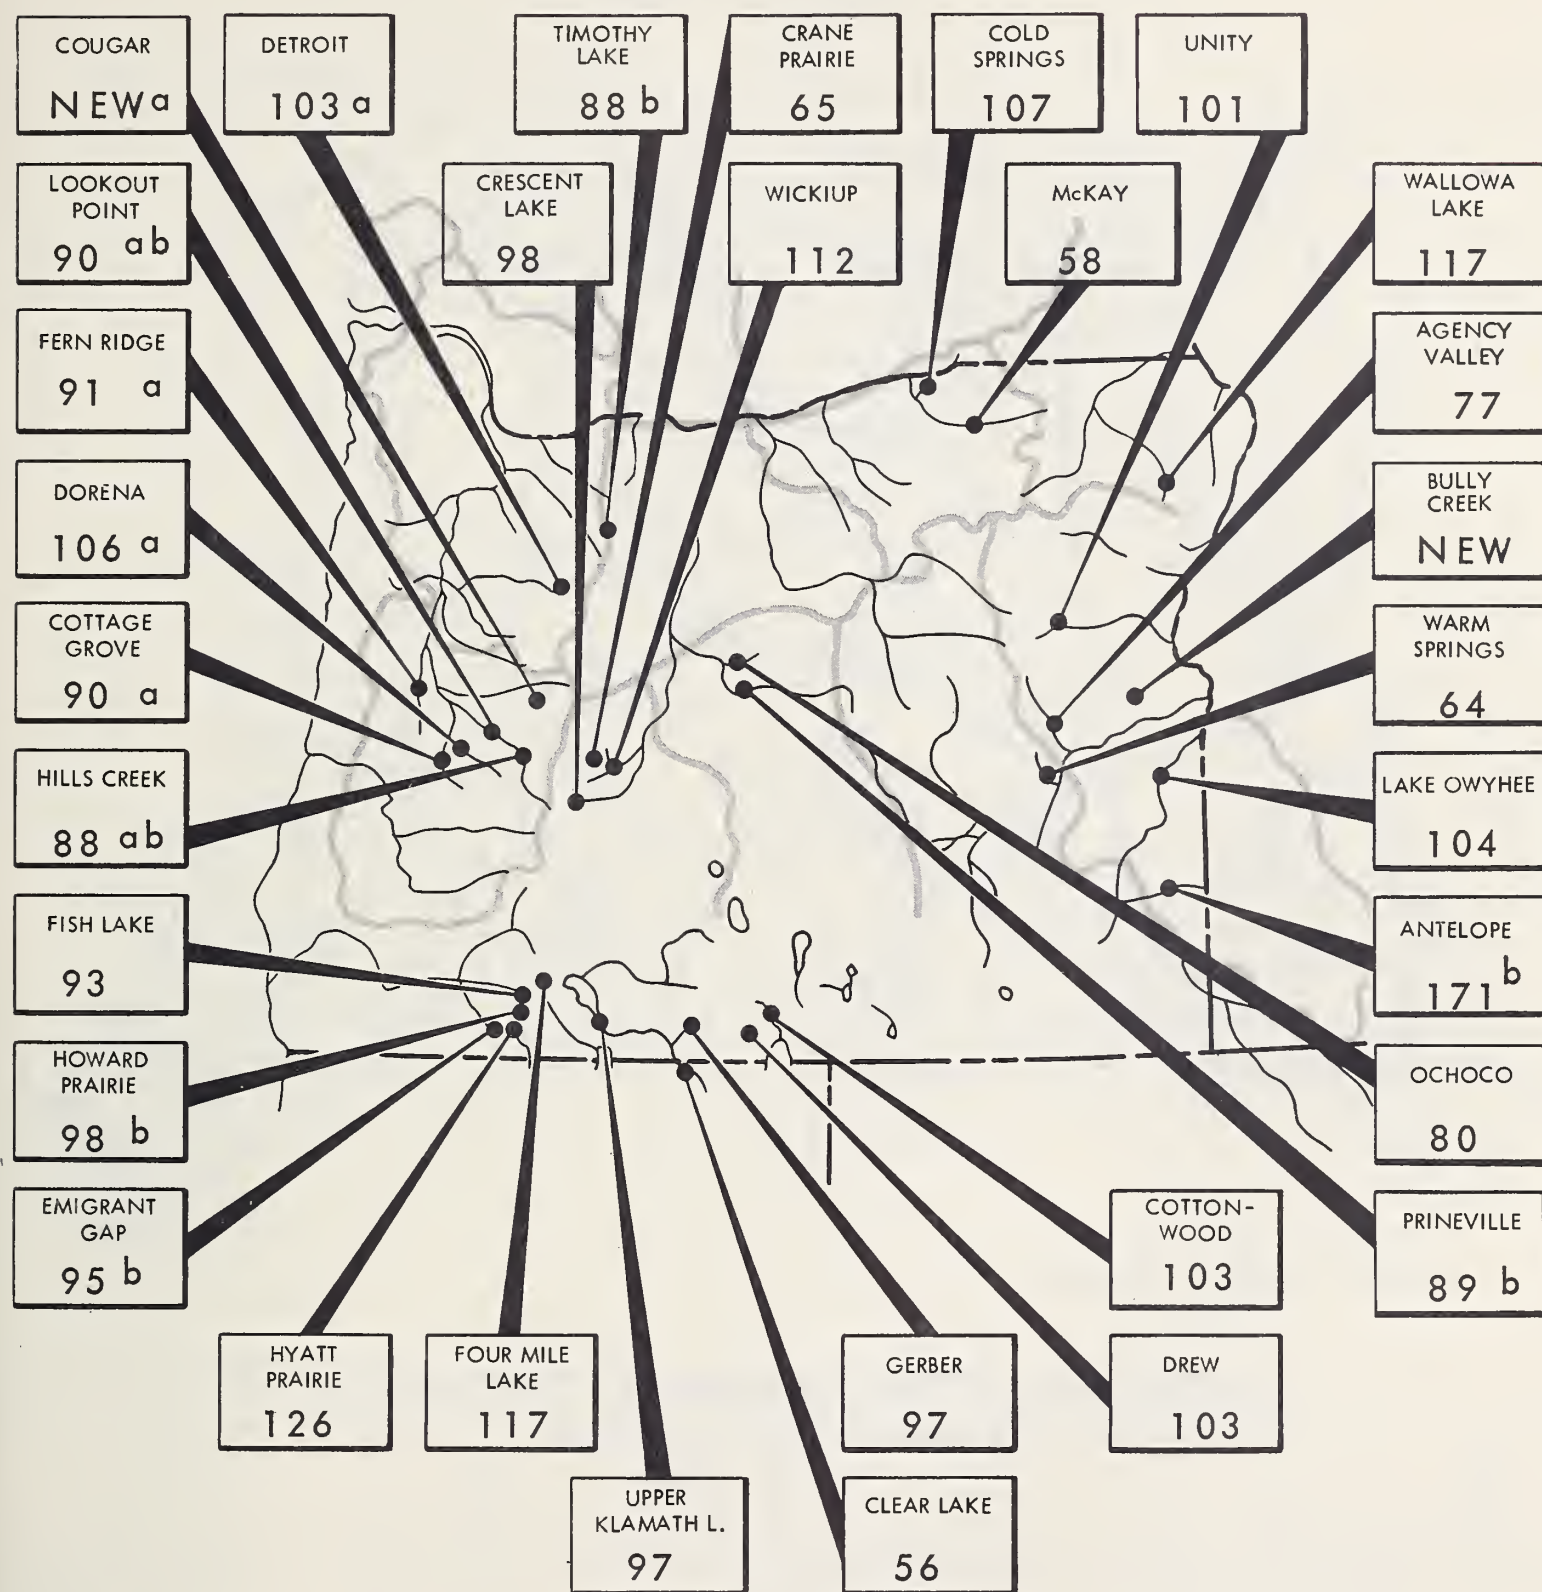 COUGAR
NEW a
DETROIT
103 a
TIMOTHY
LAKE
88 b
CRANE
PRAIRIE
65
COLD
SPRINGS
107
UNITY
101
LOOKOUT
POINT
90 ab
CRESCENT
LAKE
98
WICKIUP
112
McKAY
58
WALLOWA
LAKE
117
FERN RIDGE
91 a
AGENCY
VALLEY
77
DORENA
106 a
BULLY
CREEK
NEW
COTTAGE
GROVE
90 a
WARM
SPRINGS
64
HILLS CREEK
88 ab
LAKE OWYHEE
104
FISH LAKE
93
ANTELOPE
171 b
HOWARD
PRAIRIE
98 b
OCHOCO
80
EMIGRANT
GAP
95 b
COTTON-
WOOD
103
PRINEVILLE
89 b
HYATT
PRAIRIE
126
FOUR MILE
LAKE
117
GERBER
97
DREW
103
UPPER
KLAMATH L.
97
CLEAR LAKE
56